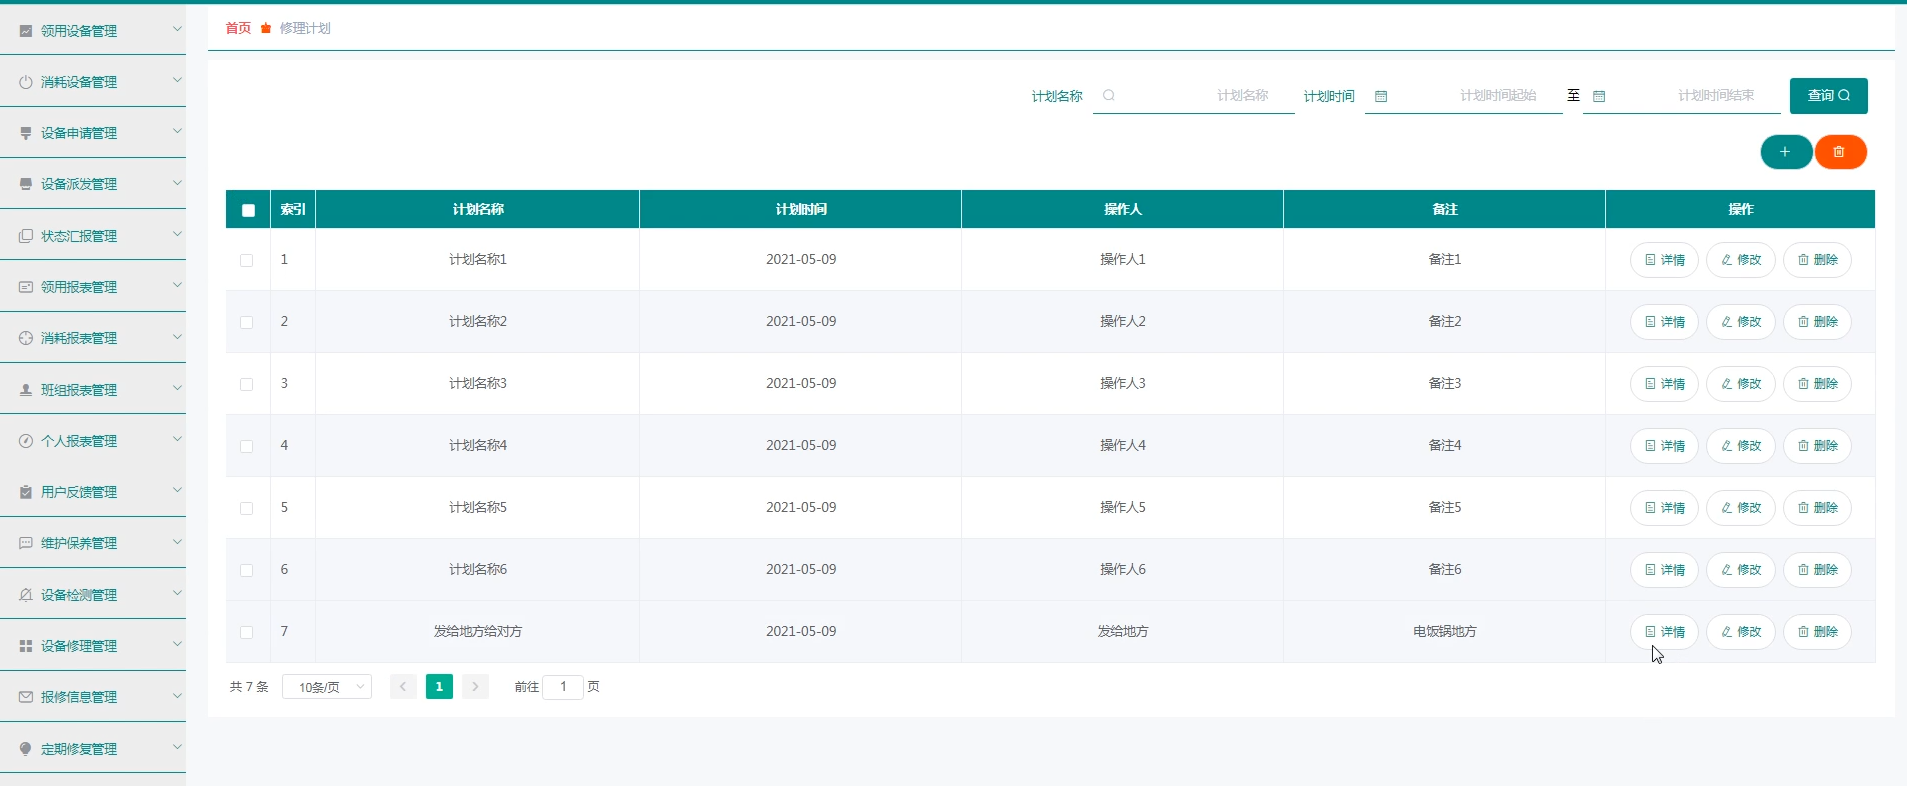 领用设备管理
消耗设备管理
设备申请管理
设备派发管理
状态汇报管理
领用报表管理
消耗报表管理
班组报表管理
个人报表管理
用户反馈管理
维护保养管理
设备检测管理
设备修理管理
报修信息管理
定期修复管理
首页 修理计划
计划名称 计划名称 计划时间 计划时间起始 至 计划时间结束 查询
索引 计划名称 计划时间 操作人 备注 操作
1 计划名称1 2021-05-09 操作人1 备注1 详情 修改 删除
2 计划名称2 2021-05-09 操作人2 备注2 详情 修改 删除
3 计划名称3 2021-05-09 操作人3 备注3 详情 修改 删除
4 计划名称4 2021-05-09 操作人4 备注4 详情 修改 删除
5 计划名称5 2021-05-09 操作人5 备注5 详情 修改 删除
6 计划名称6 2021-05-09 操作人6 备注6 详情 修改 删除
7 发给地方给对方 2021-05-09 发给地方 电饭锅地方 详情 修改 删除
共 7 条 10条/页 1 前往 1 页